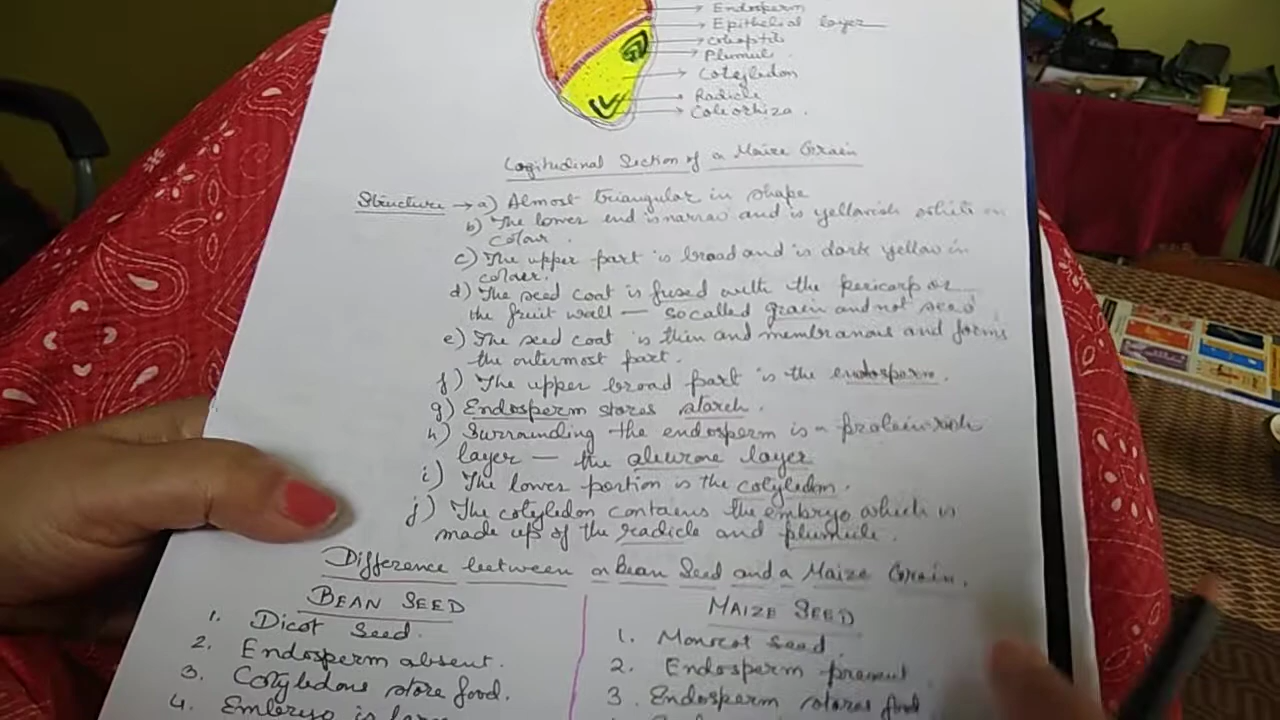 Endosperm
Epithelial layer
Coleoptile
Plumule
Cotyledon
Radicle
Coleorhiza.
Longitudinal Section of a Maize Grain
Structure → a) Almost triangular in shape
b) The lower end is narrow and is yellowish white in
colour.
c) The upper part is broad and is dark yellow in
colour.
d) The seed coat is fused with the pericarp or
the fruit wall — so called grain and not seed
e) The seed coat is thin and membranous and forms
the outermost part.
f) The upper broad part is the endosperm.
g) Endosperm stores starch.
h) Surrounding the endosperm is a protein rich
layer — the aleurone layer
i) The lower portion is the cotyledon.
j) The cotyledon contains the embryo which is
made up of the radicle and plumule.
Difference between a Bean Seed and a Maize Grain.
BEAN SEED
1. Dicot Seed.
2. Endosperm absent.
3. Cotyledons store food.
4. Embryo is
MAIZE SEED
1. Monocot Seed.
2. Endosperm present
3. Endosperm stores food